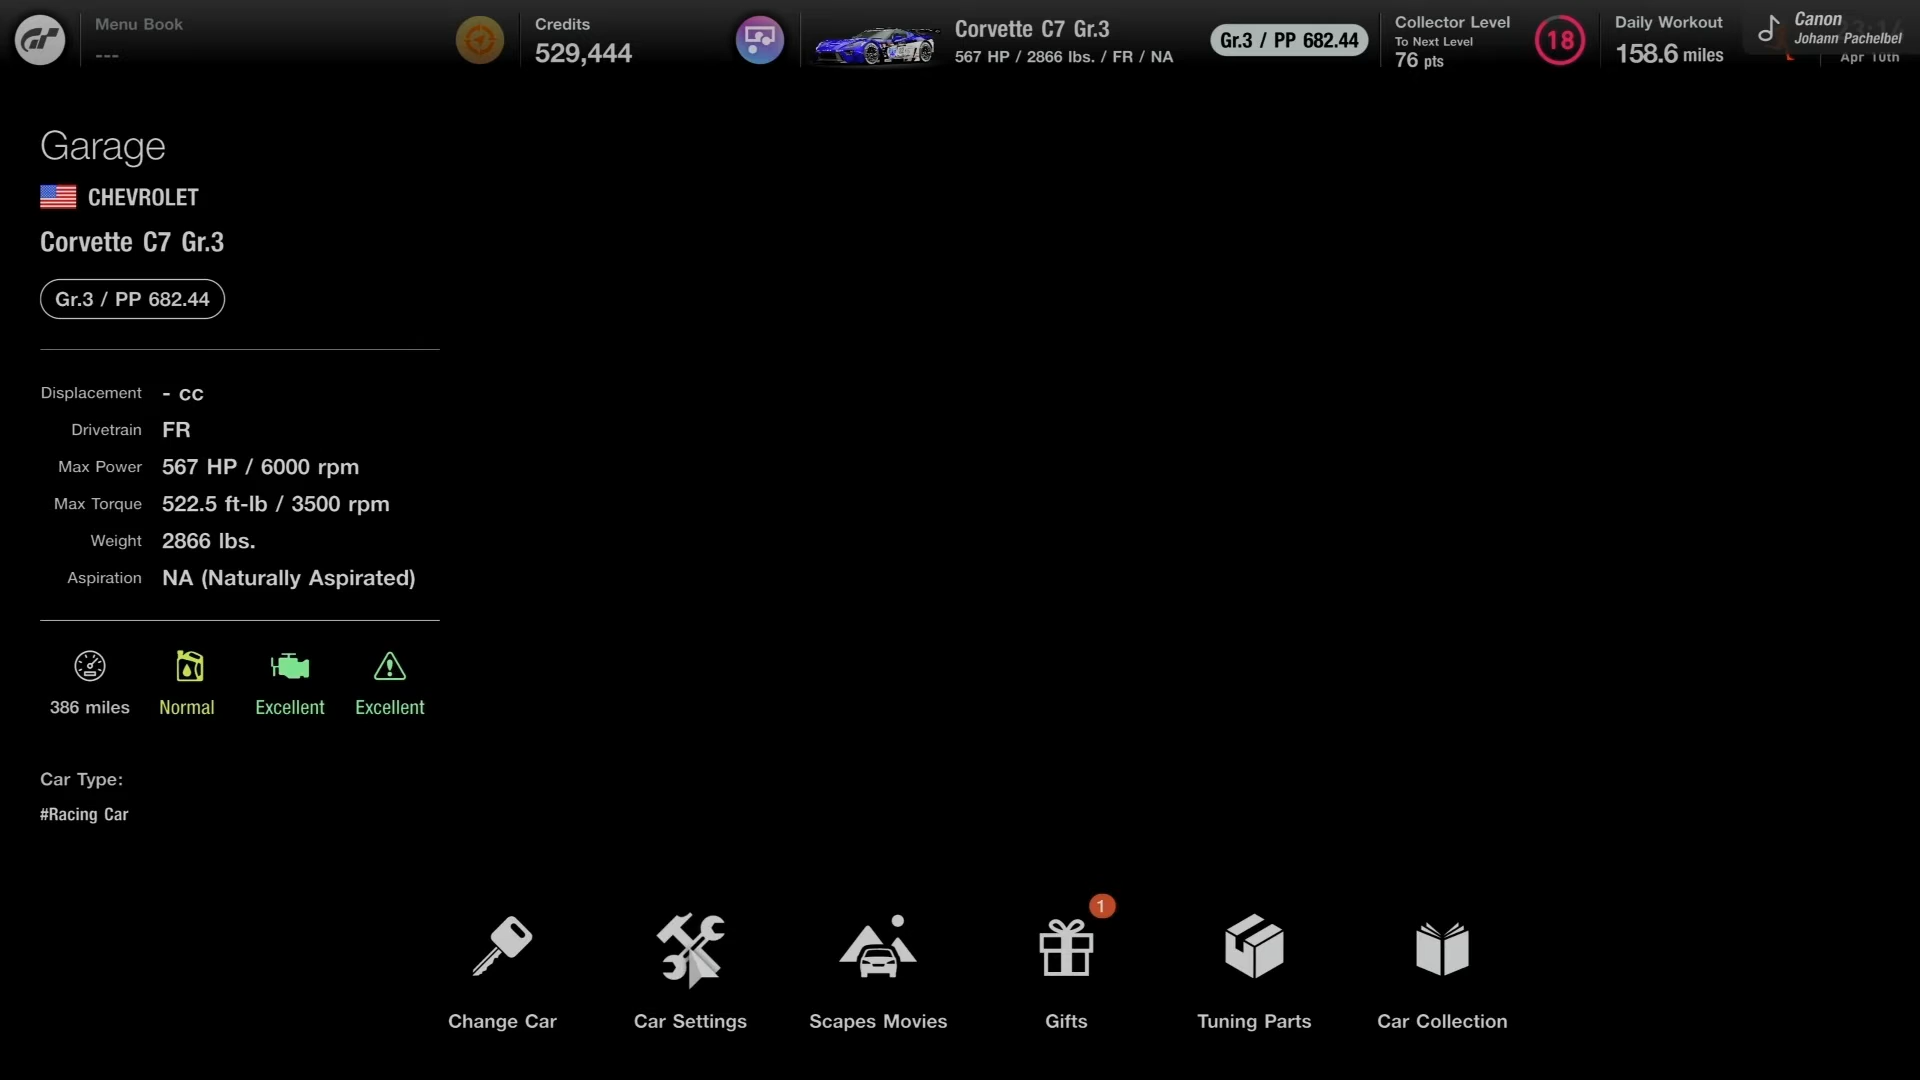 Menu Book
---
Credits
529,444
Corvette C7 Gr.3
567 HP / 2866 lbs. / FR / NA
Gr.3 / PP 682.44
Collector Level
To Next Level
76 pts
18
Daily Workout
158.6 miles
Canon
Johann Pachelbel
Apr 10th
Garage
CHEVROLET
Corvette C7 Gr.3
Gr.3 / PP 682.44
Displacement - cc
Drivetrain FR
Max Power 567 HP / 6000 rpm
Max Torque 522.5 ft-lb / 3500 rpm
Weight 2866 lbs.
Aspiration NA (Naturally Aspirated)
386 miles Normal Excellent Excellent
Car Type:
#Racing Car
1
Change Car Car Settings Scapes Movies Gifts Tuning Parts Car Collection